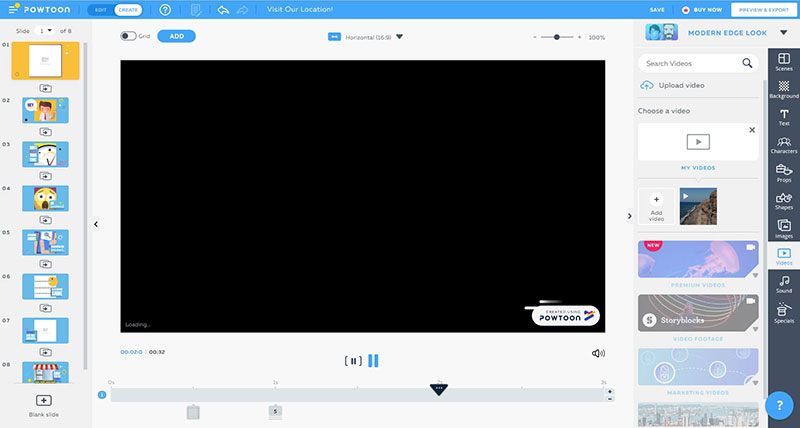 POWTOON
EDIT
CREATE
Visit Our Location!
SAVE
BUY NOW
PREVIEW & EXPORT
Slide
1
of 8
Grid
ADD
Horizontal (16:9)
100%
MODERN EDGE LOOK
01
02
03
04
05
06
07
08
Blank slide
Loading...
CREATED USING
POWTOON
00:02:0
00:32
0s
1s
3s
5
Search Videos
Upload video
Choose a video
MY VIDEOS
Add
video
NEW
PREMIUM VIDEOS
Storyblocks
VIDEO FOOTAGE
MARKETING VIDEOS
Scenes
Background
Text
Characters
Props
Shapes
Images
Videos
Sound
Specials
?